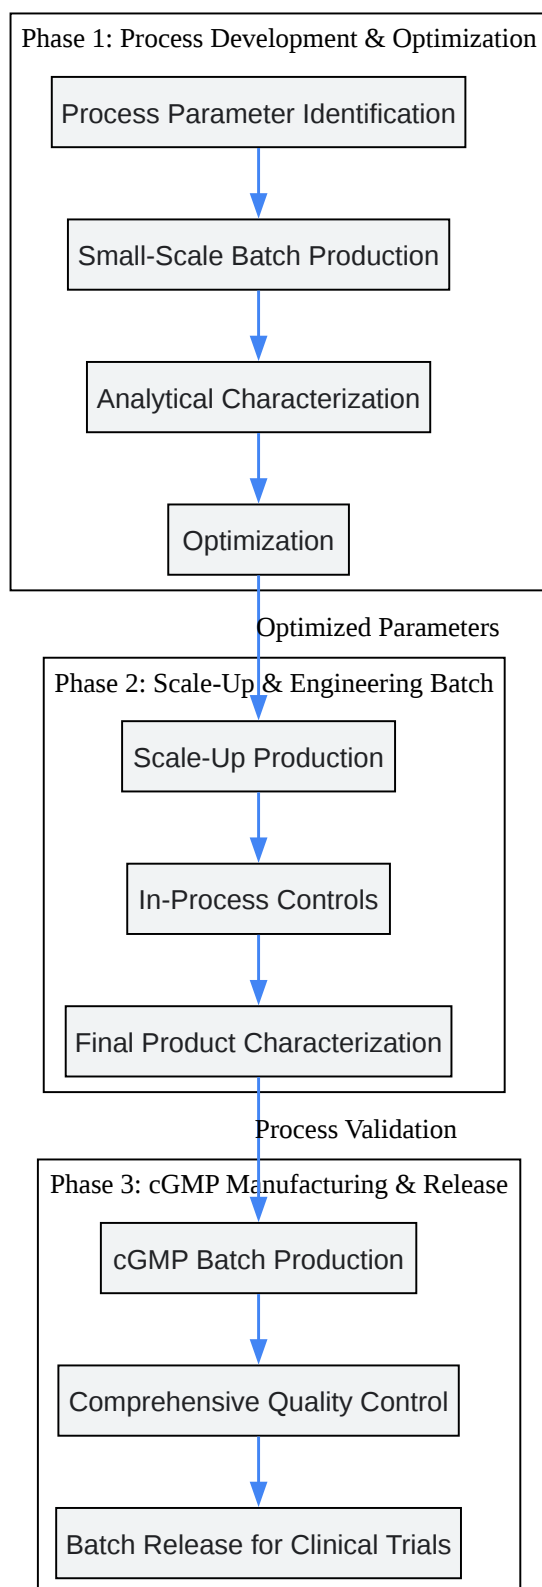 Phase 1: Process Development & Optimization
Process Parameter Identification
Small-Scale Batch Production
Analytical Characterization
Optimization
Optimized Parameters
Phase 2: Scale-Up & Engineering Batch
Scale-Up Production
In-Process Controls
Final Product Characterization
Process Validation
Phase 3: cGMP Manufacturing & Release
cGMP Batch Production
Comprehensive Quality Control
Batch Release for Clinical Trials